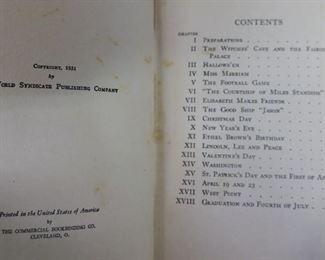 Copyright, 1931
by
World Syndicate Publishing Company
Printed in the United States of America
by
THE COMMERCIAL BOOKBINDING CO.
CLEVELAND, O.
CONTENTS
CHAPTER
I Preparations
II The Witches' Cave and the Fairies'
Palace
III Hallowe'en
IV Miss Merriam
V The Football Game
VI "The Courtship of Miles Standish"
VII Elisabeth Makes Friends
VIII The Good Ship "Jason"
IX Christmas Day
X New Year's Eve
XI Ethel Brown's Birthday
XII Lincoln, Lee and Peace
XIII Valentine's Day
XIV Washington
XV St. Patrick's Day and the First of
XVI April 19 and 23
XVII West Point
XVIII Graduation and Fourth of July